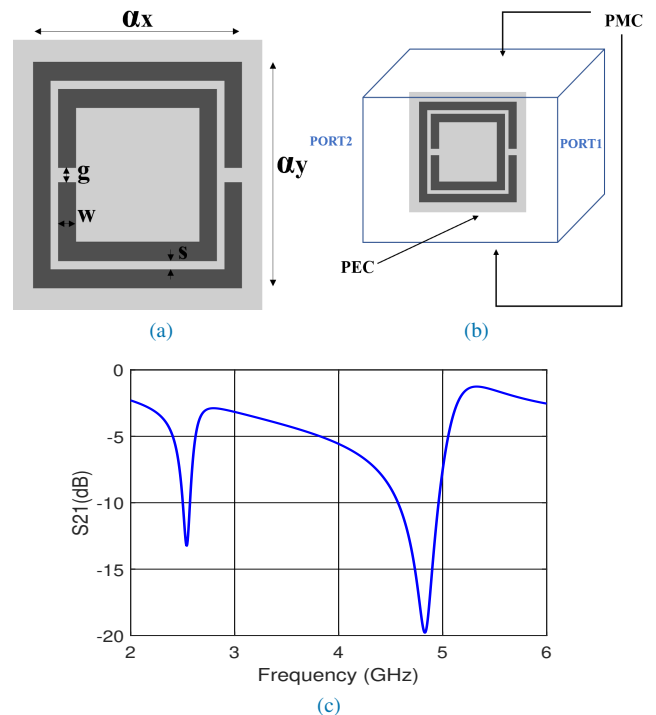 αx
αy
g
w
s
(a)
PMC
PORT2
PORT1
PEC
(b)
S21(dB)
0
-5
-10
-15
-20
2
3
4
5
6
Frequency (GHz)
(c)